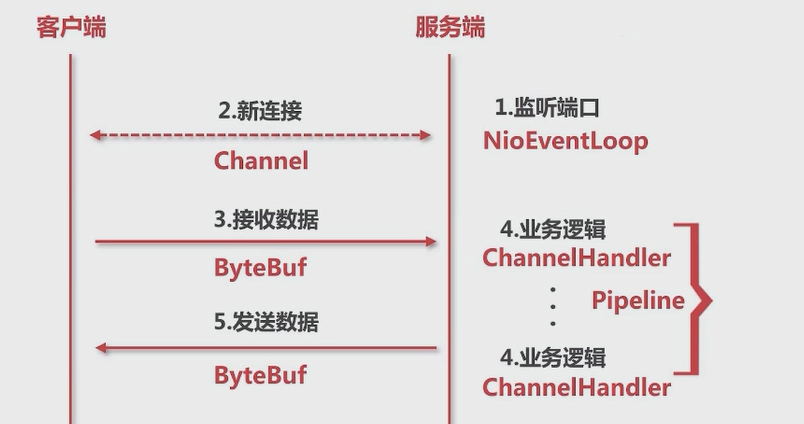 客户端
服务端
2.新连接
Channel
1.监听端口
NioEventLoop
3.接收数据
ByteBuf
4.业务逻辑
ChannelHandler
Pipeline
5.发送数据
ByteBuf
4.业务逻辑
ChannelHandler